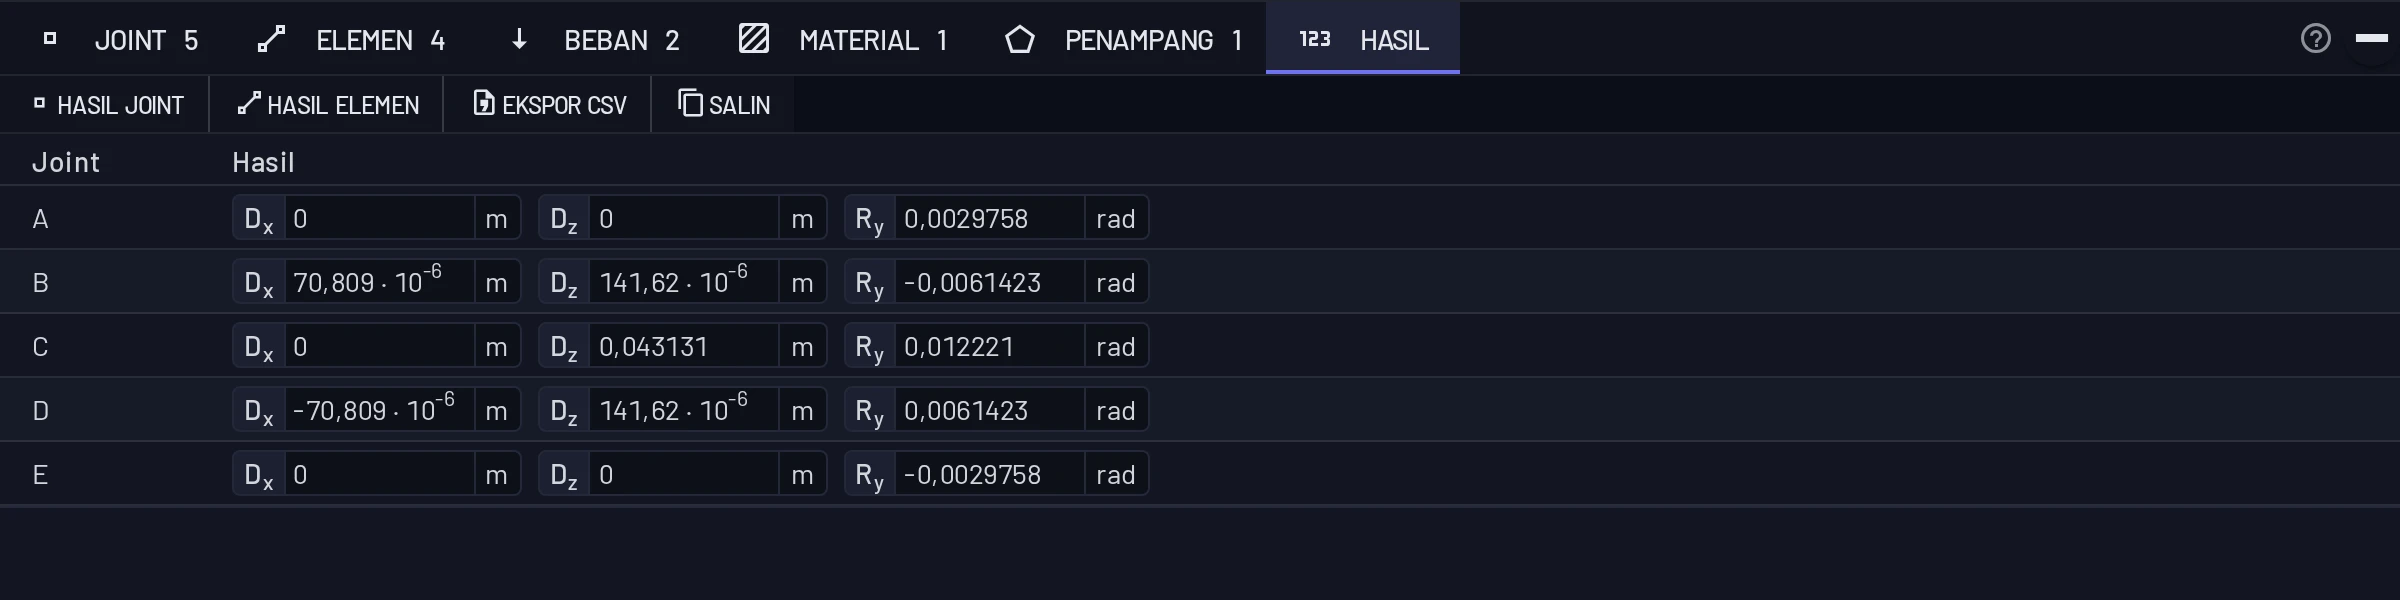 JOINT 5 ELEMEN 4 BEBAN 2 MATERIAL 1 PENAMPANG 1 123 HASIL ?
HASIL JOINT HASIL ELEMEN EKSPOR CSV SALIN
Joint Hasil
A Dx 0 m Dz 0 m Ry 0,0029758 rad
B Dx 70,809 · 10^-6 m Dz 141,62 · 10^-6 m Ry -0,0061423 rad
C Dx 0 m Dz 0,043131 m Ry 0,012221 rad
D Dx -70,809 · 10^-6 m Dz 141,62 · 10^-6 m Ry 0,0061423 rad
E Dx 0 m Dz 0 m Ry -0,0029758 rad